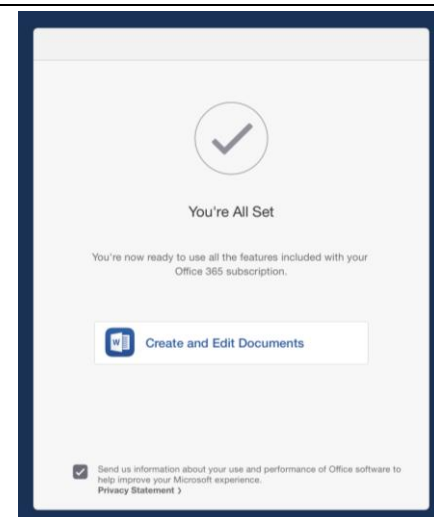 You're All Set
You're now ready to use all the features included with your
Office 365 subscription.
W
Create and Edit Documents
Send us information about your use and performance of Office software to
help improve your Microsoft experience.
Privacy Statement >